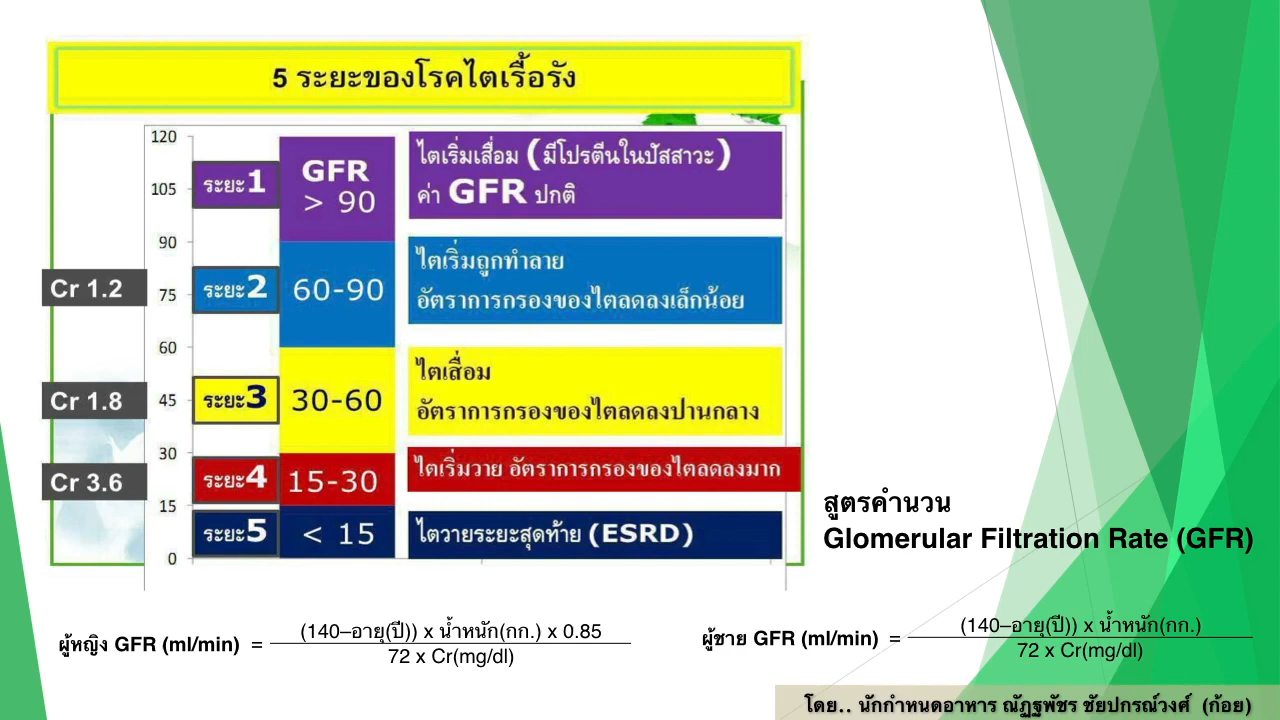 5 ระยะของโรคไตเรื้อรัง
120
105
90
75
60
45
30
15
0
Cr 1.2
Cr 1.8
Cr 3.6
ระยะ1
GFR
> 90
ไตเริ่มเสื่อม (มีโปรตีนในปัสสาวะ)
ค่า GFR ปกติ
ระยะ2
60-90
ไตเริ่มถูกทำลาย
อัตราการกรองของไตลดลงเล็กน้อย
ระยะ3
30-60
ไตเสื่อม
อัตราการกรองของไตลดลงปานกลาง
ระยะ4
15-30
ไตเริ่มวาย อัตราการกรองของไตลดลงมาก
ระยะ5
< 15
ไตวายระยะสุดท้าย (ESRD)
สูตรคำนวน
Glomerular Filtration Rate (GFR)
ผู้หญิง GFR (ml/min) =
(140–อายุ(ปี)) x น้ำหนัก(กก.) x 0.85
72 x Cr(mg/dl)
ผู้ชาย GFR (ml/min) =
(140–อายุ(ปี)) x น้ำหนัก(กก.)
72 x Cr(mg/dl)
โดย.. นักกำหนดอาหาร ณัฏฐพัชร ชัยปกรณ์วงศ์ (ก้อย)